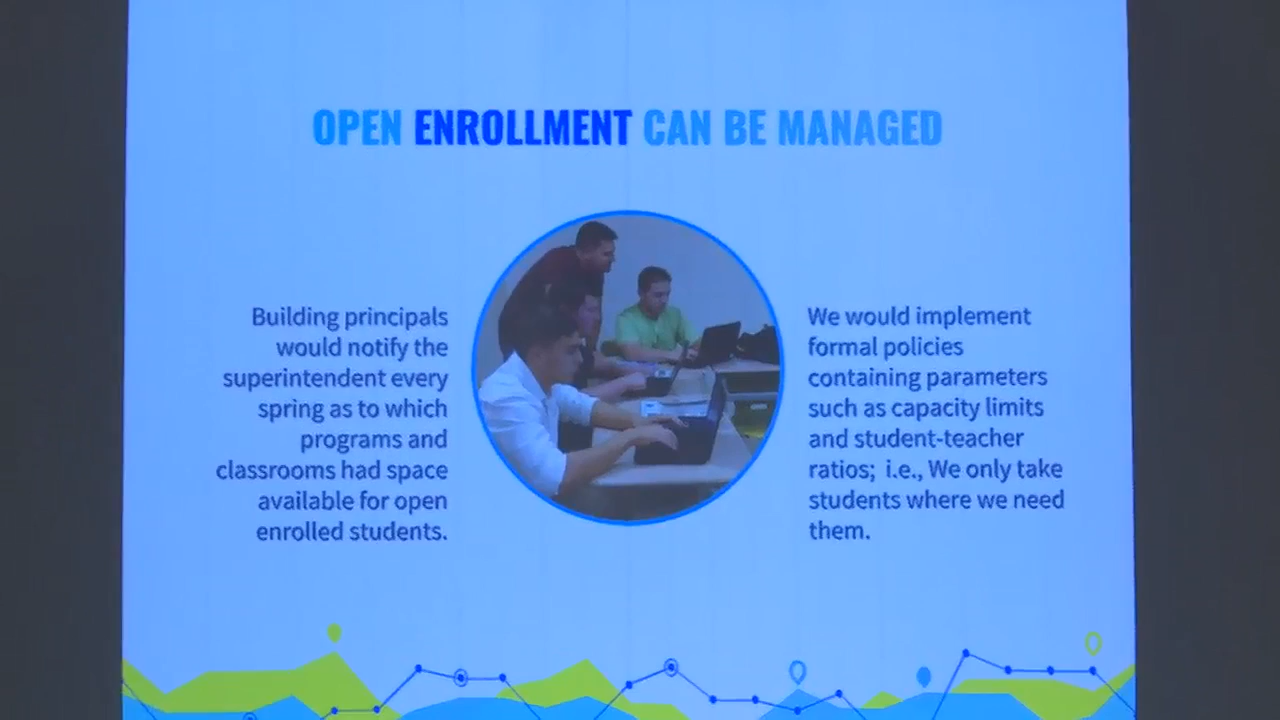 OPEN ENROLLMENT CAN BE MANAGED
Building principals
would notify the
superintendent every
spring as to which
programs and
classrooms had space
available for open
enrolled students.
We would implement
formal policies
containing parameters
such as capacity limits
and student-teacher
ratios; i.e., We only take
students where we need
them.